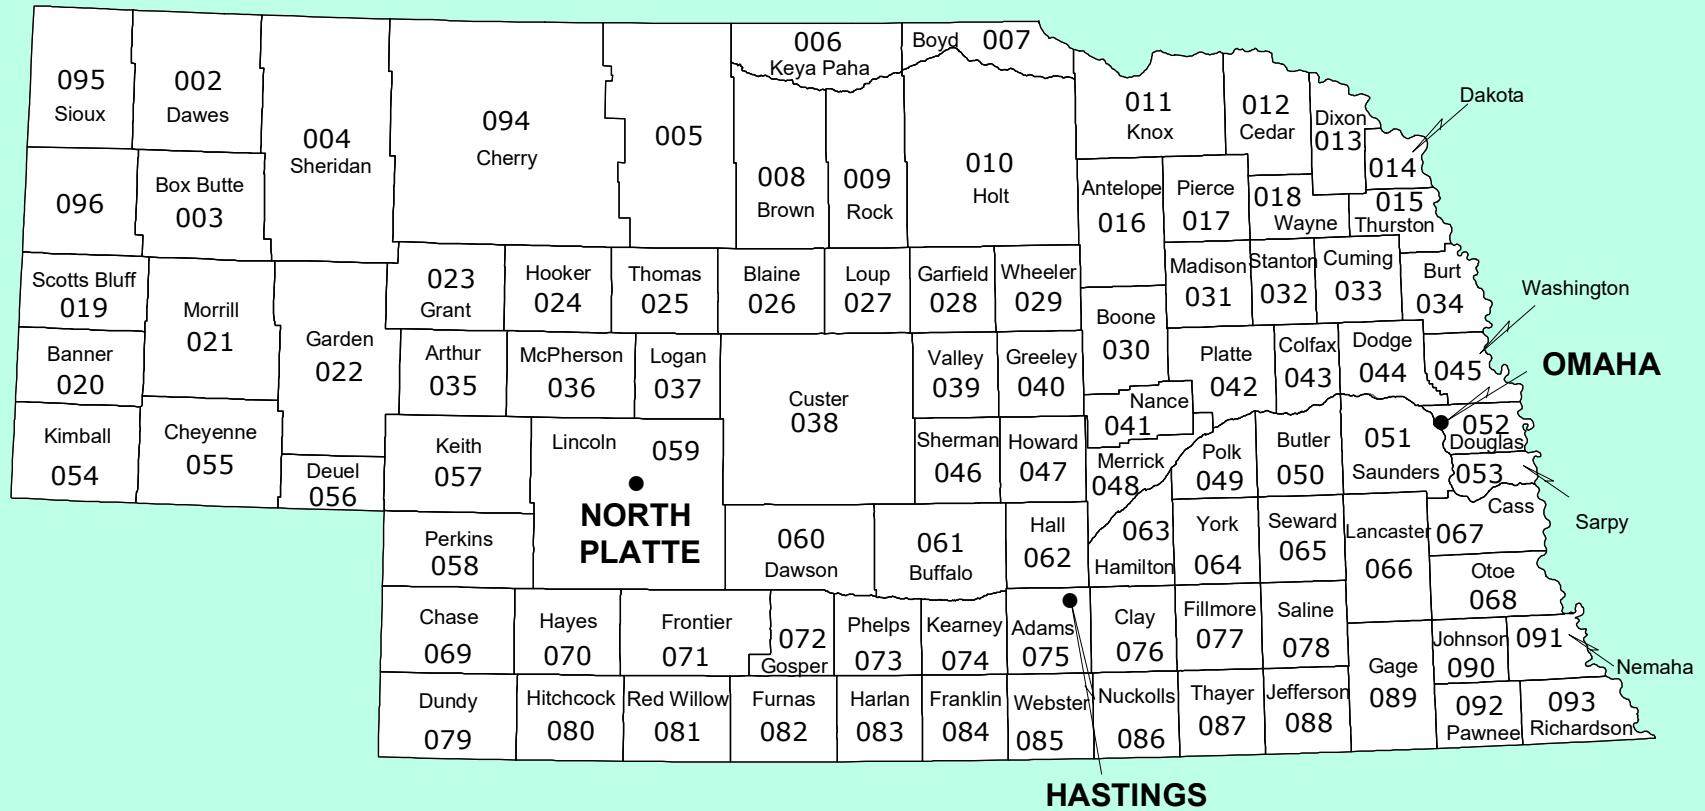 095
Sioux
002
Dawes
004
Sheridan
094
Cherry
005
006
Keya Paha
Boyd 007
008
Brown
009
Rock
010
Holt
011
Knox
012
Cedar
Dixon
013
Dakota
014
096
Box Butte
003
Antelope
016
Pierce
017
018
Wayne
015
Thurston
Scotts Bluff
019
Morrill
021
Garden
022
023
Grant
Hooker
024
Thomas
025
Blaine
026
Loup
027
Garfield
028
Wheeler
029
Boone
030
Madison
031
Stanton
032
Cuming
033
Burt
034
Washington
Banner
020
Arthur
035
McPherson
036
Logan
037
Custer
038
Valley
039
Greeley
040
Nance
041
Platte
042
Colfax
043
Dodge
044
045
OMAHA
Kimball
054
Cheyenne
055
Deuel
056
Keith
057
Lincoln 059
NORTH
PLATTE
Sherman
046
Howard
047
Merrick
048
Polk
049
Butler
050
051
Saunders
052
Douglas
053
Sarpy
Perkins
058
060
Dawson
061
Buffalo
Hall
062
063
Hamilton
York
064
Seward
065
Lancaster
066
Cass
067
Otoe
068
Chase
069
Hayes
070
Frontier
071
072
Gosper
Phelps
073
Kearney
074
Adams
075
Clay
076
Fillmore
077
Saline
078
Gage
089
Johnson
090
091
Nemaha
Dundy
079
Hitchcock
080
Red Willow
081
Furnas
082
Harlan
083
Franklin
084
Webster
085
Nuckolls
086
Thayer
087
Jefferson
088
092
Pawnee
093
Richardson
HASTINGS